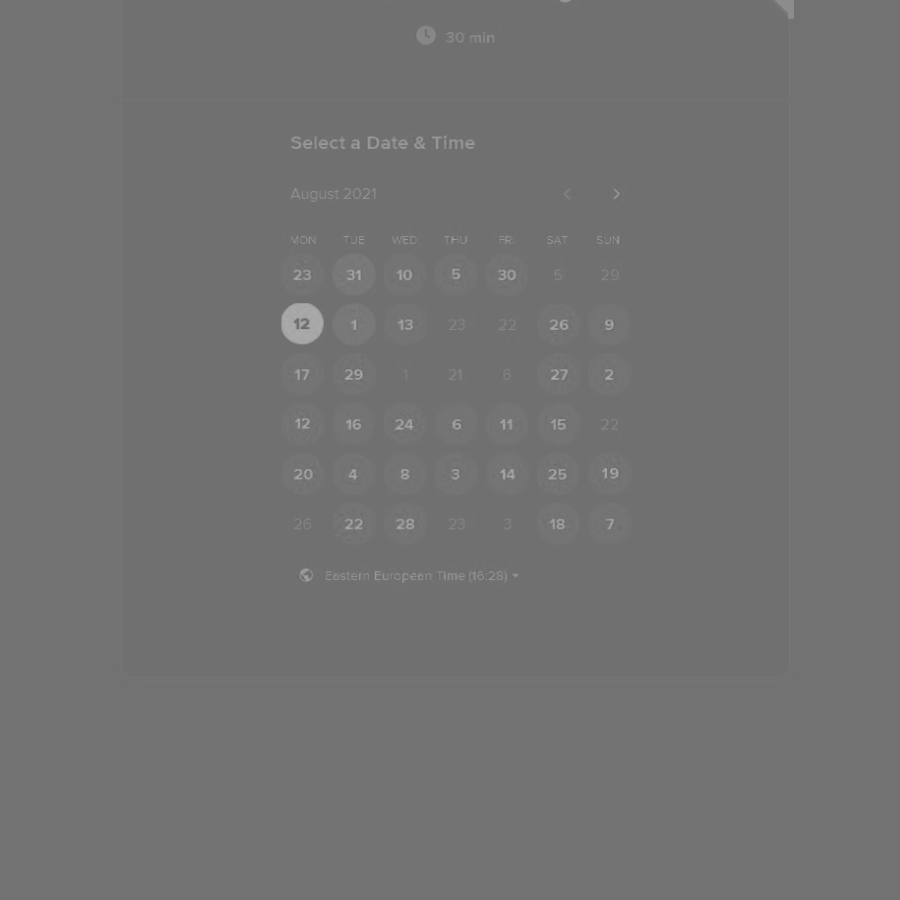 30 min
Select a Date & Time
August 2021
MON TUE WED THU FRI SAT SUN
23 31 10 5 30 5 29
12 1 13 23 22 26 9
17 29 1 21 6 27 2
12 16 24 6 11 15 22
20 4 8 3 14 25 19
26 22 28 23 3 18 7
Eastern European Time (16:28)